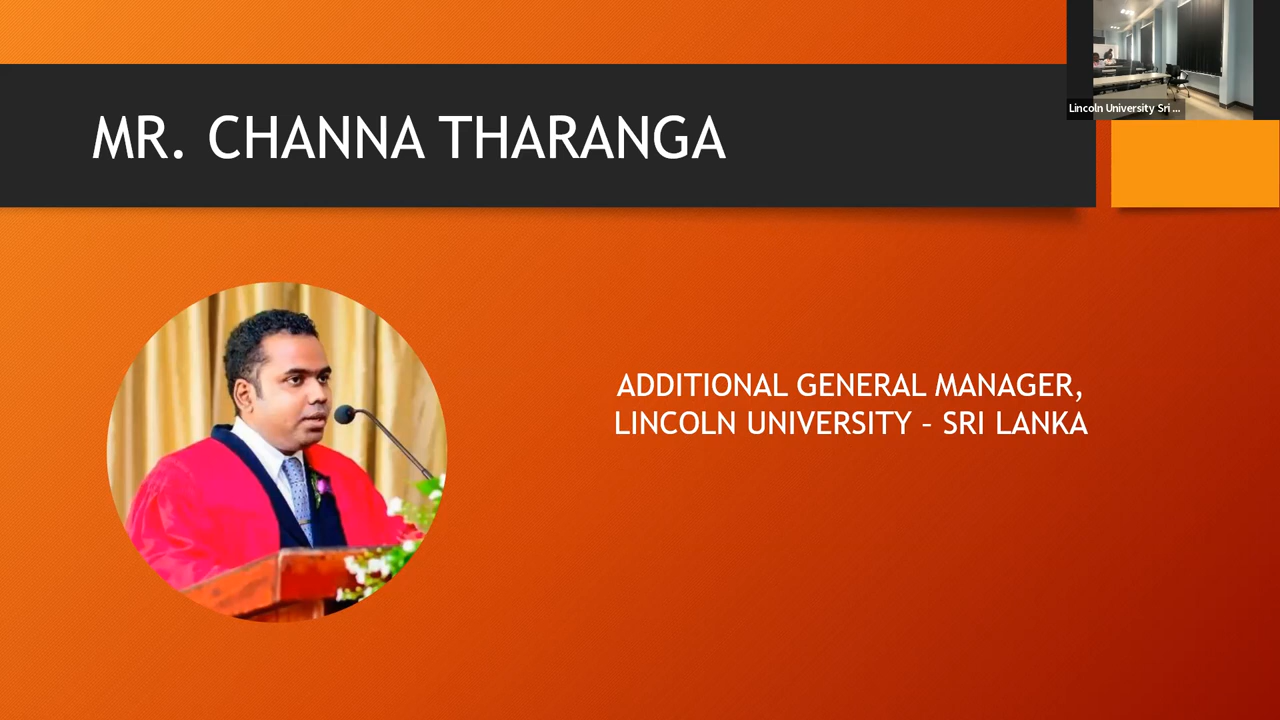 MR. CHANNA THARANGA
Lincoln University Sri ...
ADDITIONAL GENERAL MANAGER,
LINCOLN UNIVERSITY – SRI LANKA